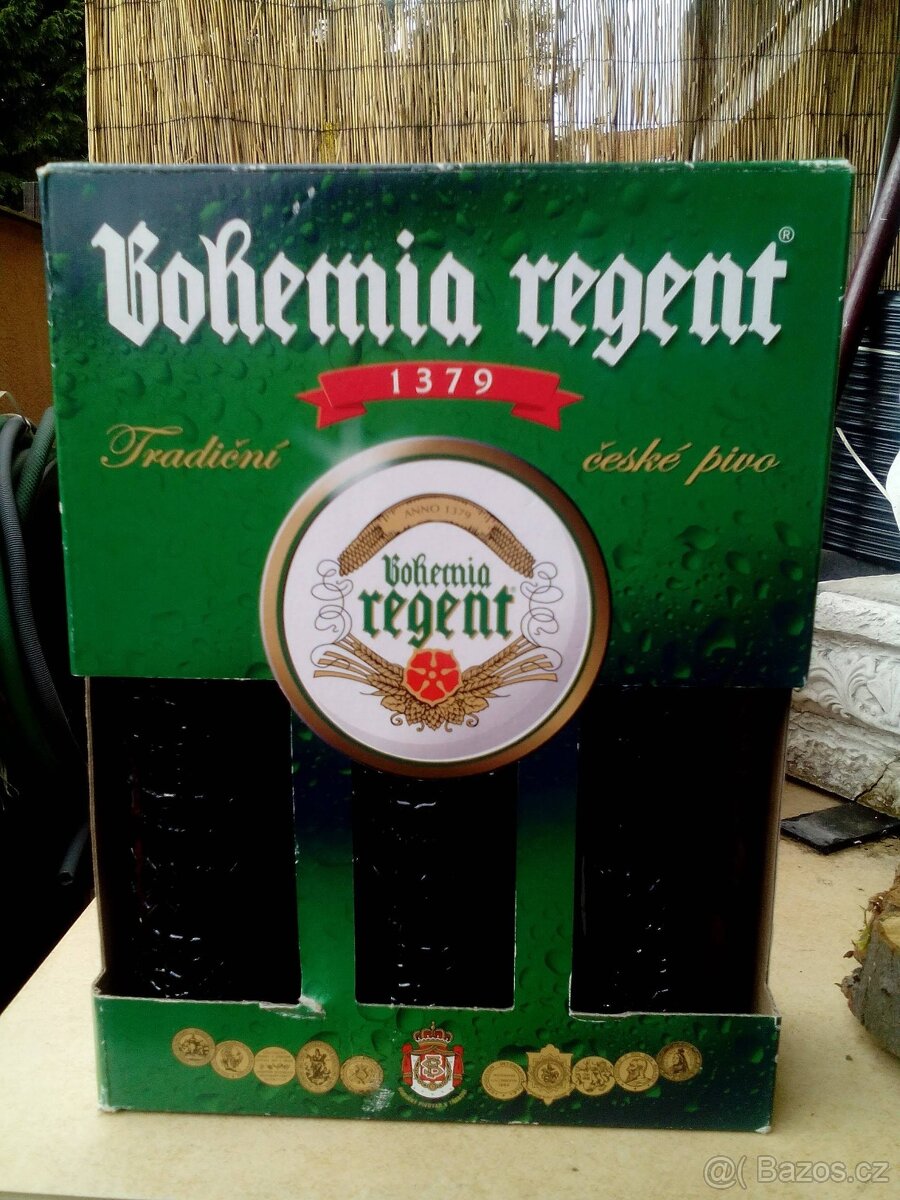 Bohemia regent®
1379
Tradiční české pivo
ANNO 1379
Bohemia
regent®
@( Bazos.cz